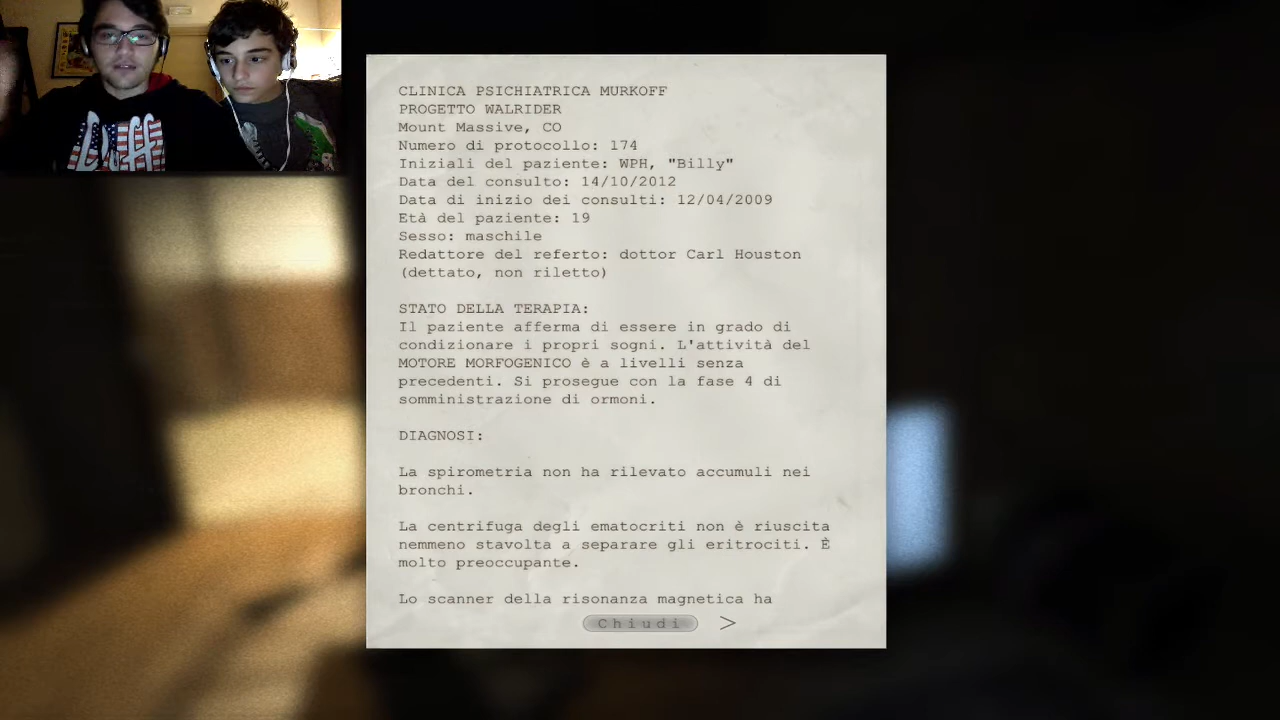 CLINICA PSICHIATRICA MURKOFF
PROGETTO WALRIDER
Mount Massive, CO
Numero di protocollo: 174
Iniziali del paziente: WPH, "Billy"
Data del consulto: 14/10/2012
Data di inizio dei consulti: 12/04/2009
Età del paziente: 19
Sesso: maschile
Redattore del referto: dottor Carl Houston
(dettato, non riletto)
STATO DELLA TERAPIA:
Il paziente afferma di essere in grado di
condizionare i propri sogni. L'attività del
MOTORE MORFOGENICO è a livelli senza
precedenti. Si prosegue con la fase 4 di
somministrazione di ormoni.
DIAGNOSI:
La spirometria non ha rilevato accumuli nei
bronchi.
La centrifuga degli ematocriti non è riuscita
nemmeno stavolta a separare gli eritrociti. È
molto preoccupante.
Lo scanner della risonanza magnetica ha
Chiudi >